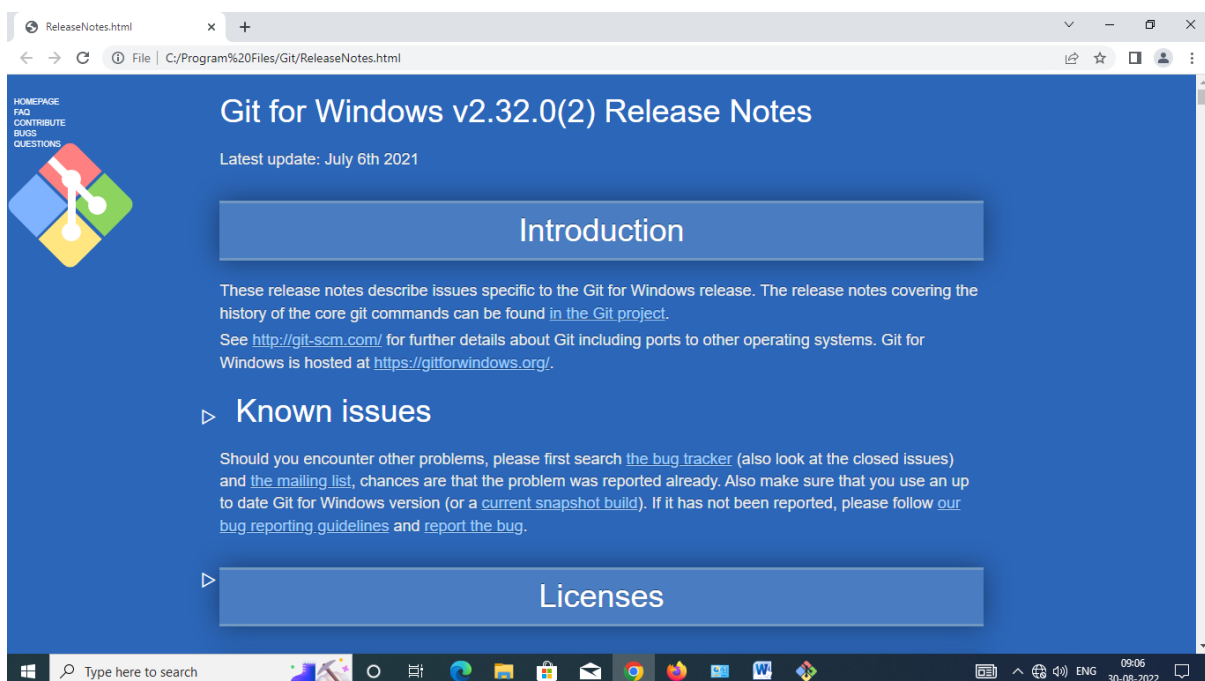 ReleaseNotes.html
File | C:/Program%20Files/Git/ReleaseNotes.html
HOMEPAGE
FAQ
CONTRIBUTE
BUGS
QUESTIONS
Git for Windows v2.32.0(2) Release Notes
Latest update: July 6th 2021
Introduction
These release notes describe issues specific to the Git for Windows release. The release notes covering the
history of the core git commands can be found in the Git project.
See http://git-scm.com/ for further details about Git including ports to other operating systems. Git for
Windows is hosted at https://gitforwindows.org/.
Known issues
Should you encounter other problems, please first search the bug tracker (also look at the closed issues)
and the mailing list, chances are that the problem was reported already. Also make sure that you use an up
to date Git for Windows version (or a current snapshot build). If it has not been reported, please follow our
bug reporting guidelines and report the bug.
Licenses
Type here to search
ENG
09:06
30-08-2022